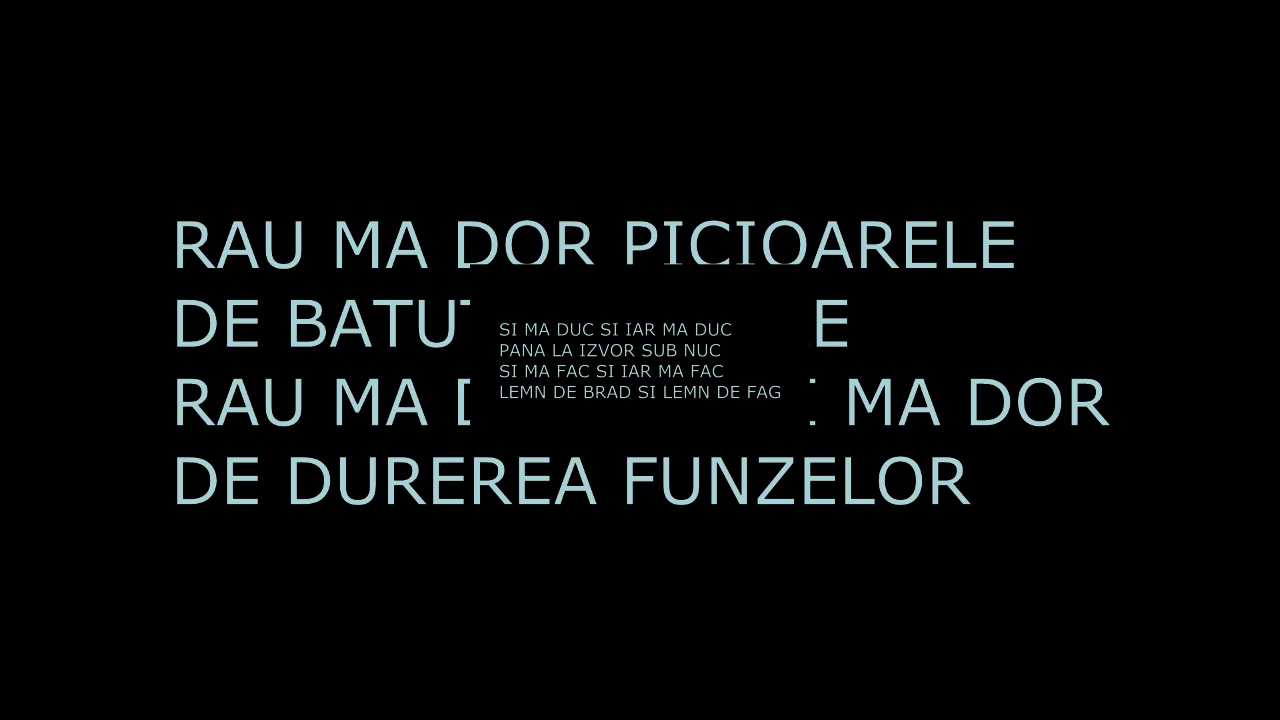 RAU MA DOR PICIOARELE
DE
RAU MA MA DOR
DE DUREREA FUNZELOR
SI MA DUC SI IAR MA DUC
PANA LA IZVOR SUB NUC
SI MA FAC SI IAR MA FAC
LEMN DE BRAD SI LEMN DE FAG